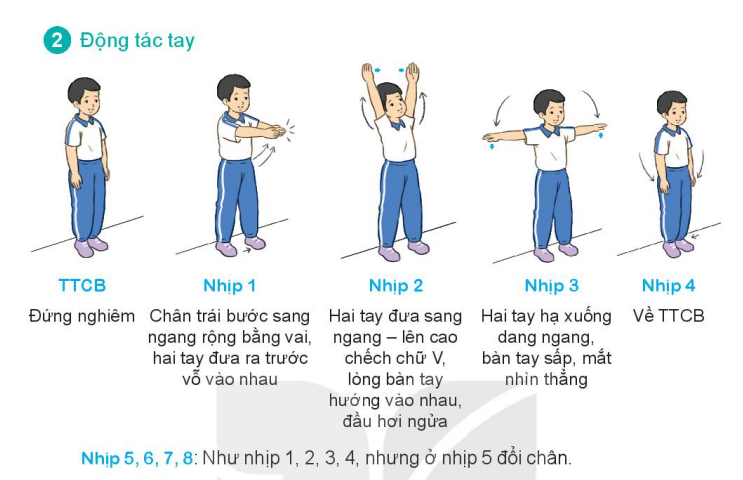 2 Động tác tay
TTCB
Đứng nghiêm
Nhịp 1
Chân trái bước sang
ngang rộng bằng vai,
hai tay đưa ra trước
vỗ vào nhau
Nhịp 2
Hai tay đưa sang
ngang – lên cao
chếch chữ V,
lòng bàn tay
hướng vào nhau,
đầu hơi ngửa
Nhịp 3
Hai tay hạ xuống
dang ngang,
bàn tay sấp, mắt
nhìn thẳng
Nhịp 4
Về TTCB
Nhịp 5, 6, 7, 8: Như nhịp 1, 2, 3, 4, nhưng ở nhịp 5 đổi chân.